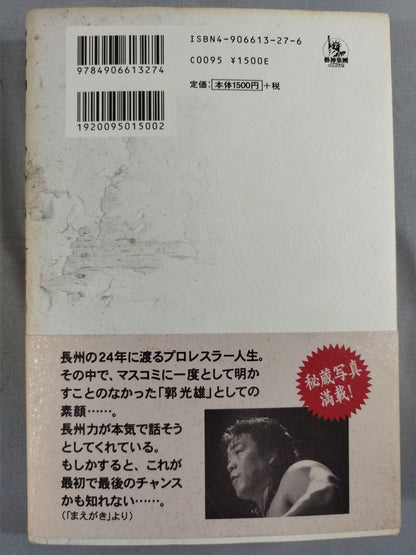 ISBN4-906613-27-6
C0095 ¥1500E
定価：本体1500円＋税
9784906613274
1920095015002
長州の24年に渡るプロレスラー人生。
その中で、マスコミに一度として明か
すことのなかった「郭 光雄」としての
素顔……。
長州力が本気で話そう
としてくれている。
もしかすると、これが
最初で最後のチャンス
かも知れない……。
（「まえがき」より）
秘蔵写真
満載！